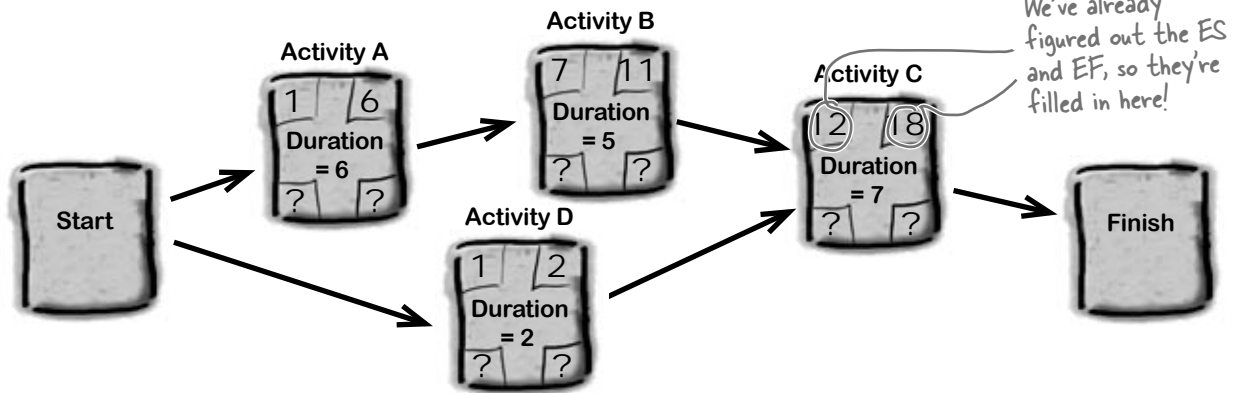 We've already
figured out the ES
and EF, so they're
filled in here!
Activity B
7 11
Duration
= 5
? ?
Activity A
1 6
Duration
= 6
? ?
Activity C
12 18
Duration
= 7
? ?
Start
Activity D
1 2
Duration
= 2
? ?
Finish